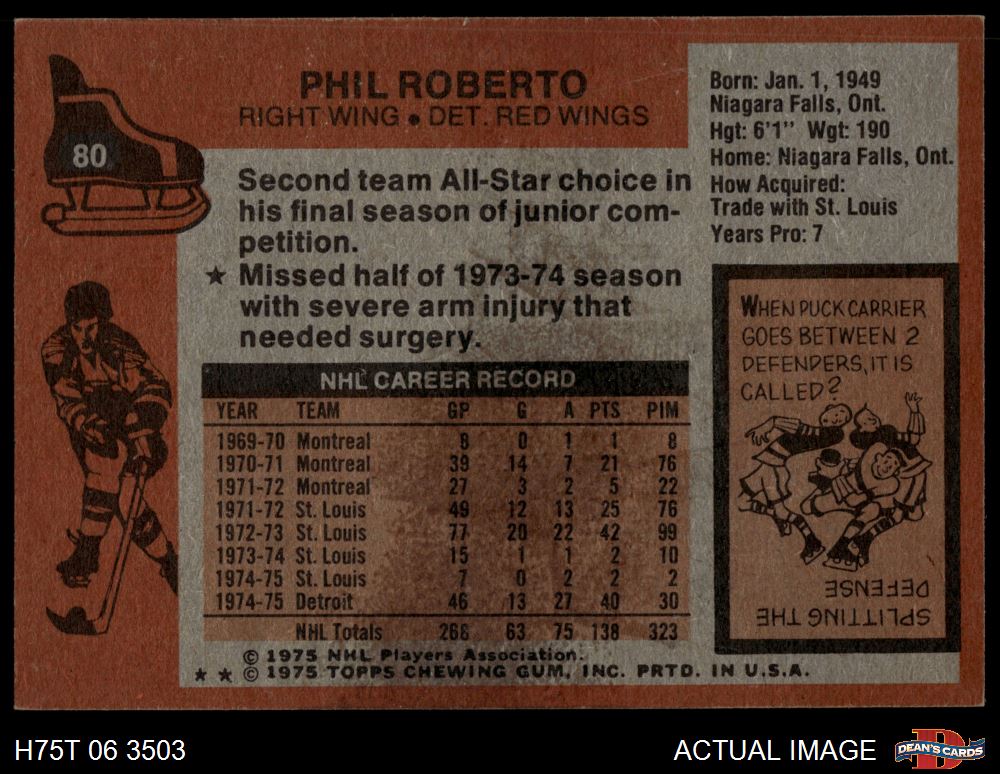 80
PHIL ROBERTO
RIGHT WING ● DET. RED WINGS
Second team All-Star choice in
his final season of junior com-
petition.
★ Missed half of 1973-74 season
with severe arm injury that
needed surgery.
Born: Jan. 1, 1949
Niagara Falls, Ont.
Hgt: 6'1" Wgt: 190
Home: Niagara Falls, Ont.
How Acquired:
Trade with St. Louis
Years Pro: 7
NHL CAREER RECORD
YEAR TEAM GP G A PTS PIM
1969-70 Montreal 8 0 1 1 8
1970-71 Montreal 39 14 7 21 76
1971-72 Montreal 27 3 2 5 22
1971-72 St. Louis 49 12 13 25 76
1972-73 St. Louis 77 20 22 42 99
1973-74 St. Louis 15 1 1 2 10
1974-75 St. Louis 7 0 2 2 2
1974-75 Detroit 46 13 27 40 30
NHL Totals 268 63 75 138 323
WHEN PUCK CARRIER
GOES BETWEEN 2
DEFENDERS, IT IS
CALLED?
SPLITTING THE
DEFENSE
© 1975 NHL Players Association.
★ ★ © 1975 TOPPS CHEWING GUM, INC. PRTD. IN U.S.A.
H75T 06 3503
ACTUAL IMAGE
D
DEAN'S CARDS